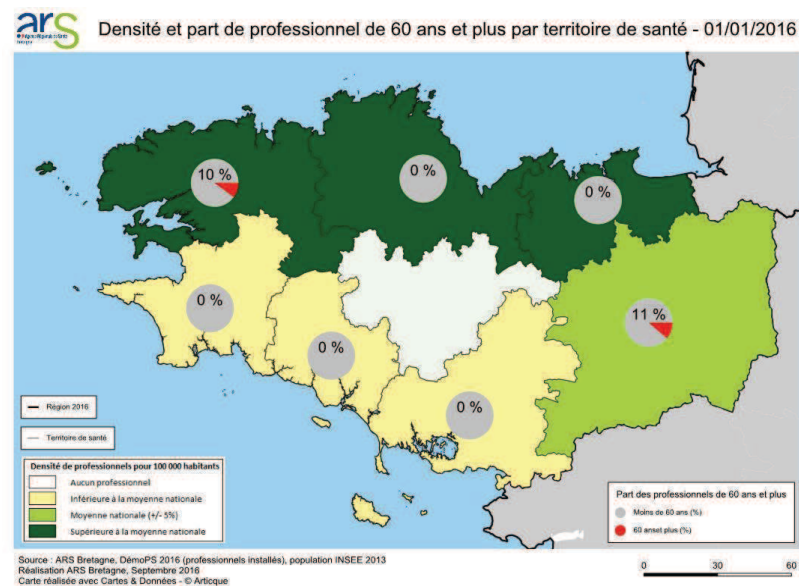 ars
Densité et part de professionnel de 60 ans et plus par territoire de santé - 01/01/2016
10 %
0 %
0 %
0 %
11 %
0 %
0 %
Région 2016
Territoire de santé
Densité de professionnels pour 100 000 habitants
Aucun professionnel
Inférieure à la moyenne nationale
Moyenne nationale (+/- 5%)
Supérieure à la moyenne nationale
Part des professionnels de 60 ans et plus
Moins de 60 ans (%)
60 anset plus (%)
Source : ARS Bretagne, DémoPS 2016 (professionnels installés), population INSEE 2013
Réalisation ARS Bretagne, Septembre 2016
Carte réalisée avec Cartes & Données - © Articque
0 30 60